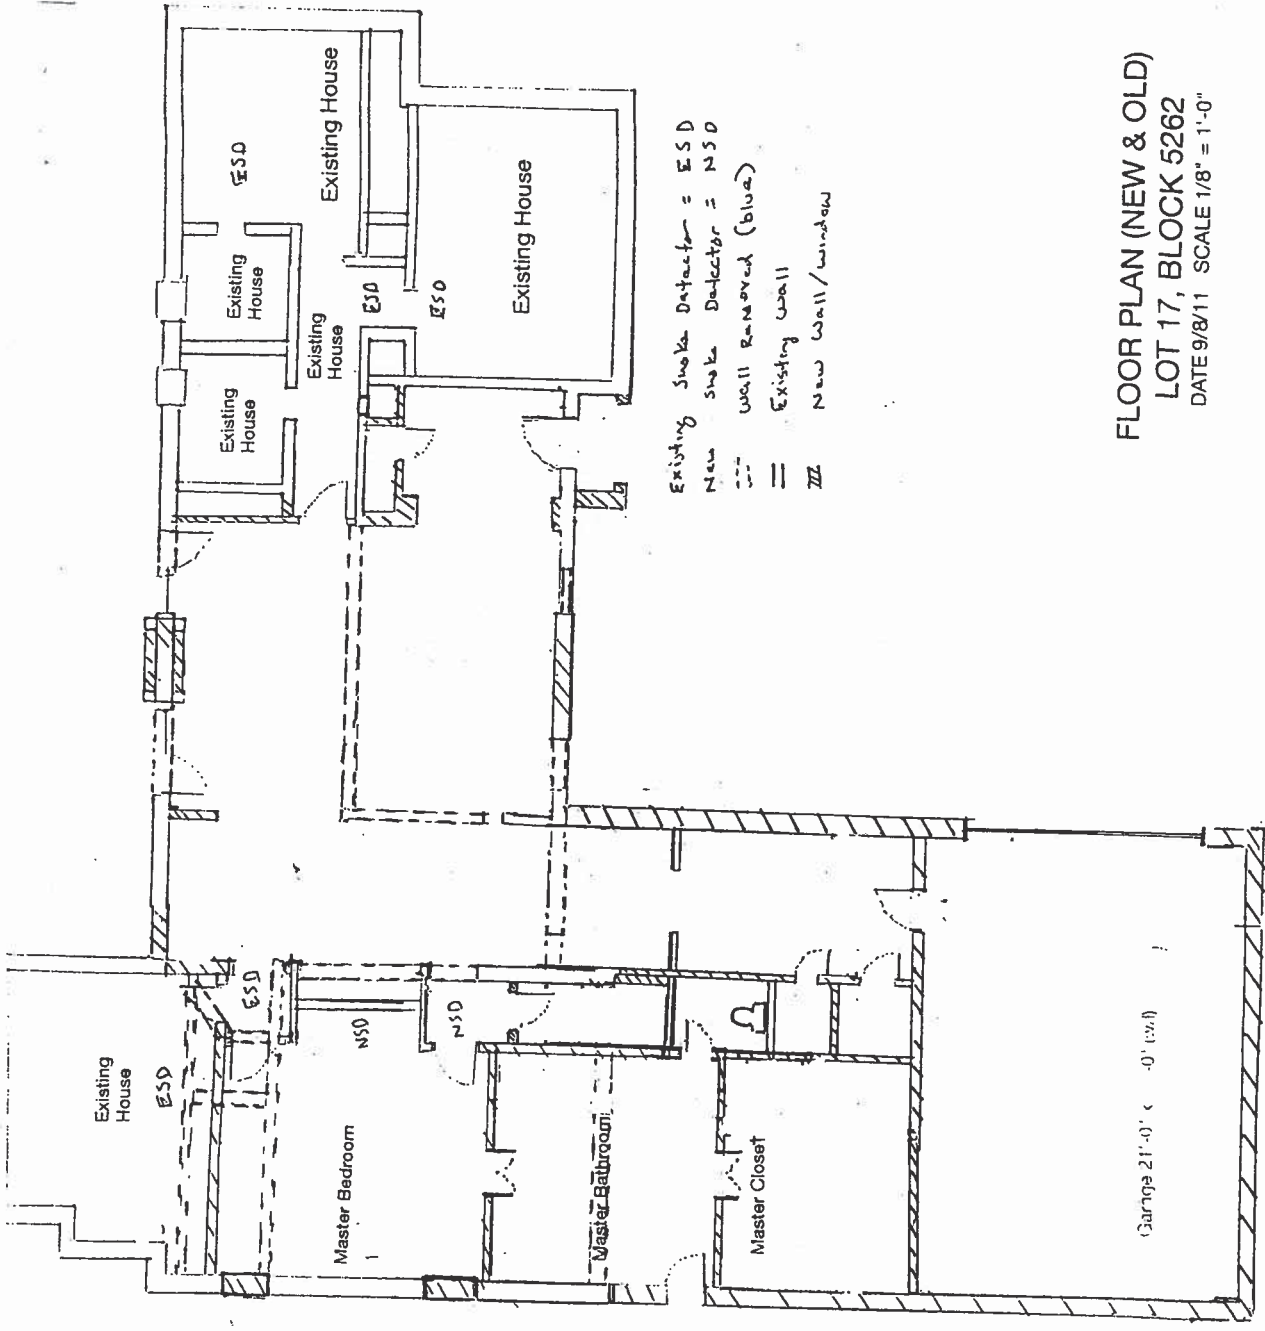 FLOOR PLAN (NEW & OLD)
LOT 17, BLOCK 5262
DATE 9/8/11 SCALE 1/8" = 1'-0"
Existing Smoke Detector = ESD
New Smoke Detector = NSD
Wall Removed (blue)
Existing Wall
New Wall/window
Existing House
ESD
Existing
House
Existing
House
Existing
House
ESD
ESD
Existing House
Existing
House
ESD
ESD
NSD
NSD
Master Bedroom
Master Bathroom
Master Closet
Garage 21'-0"